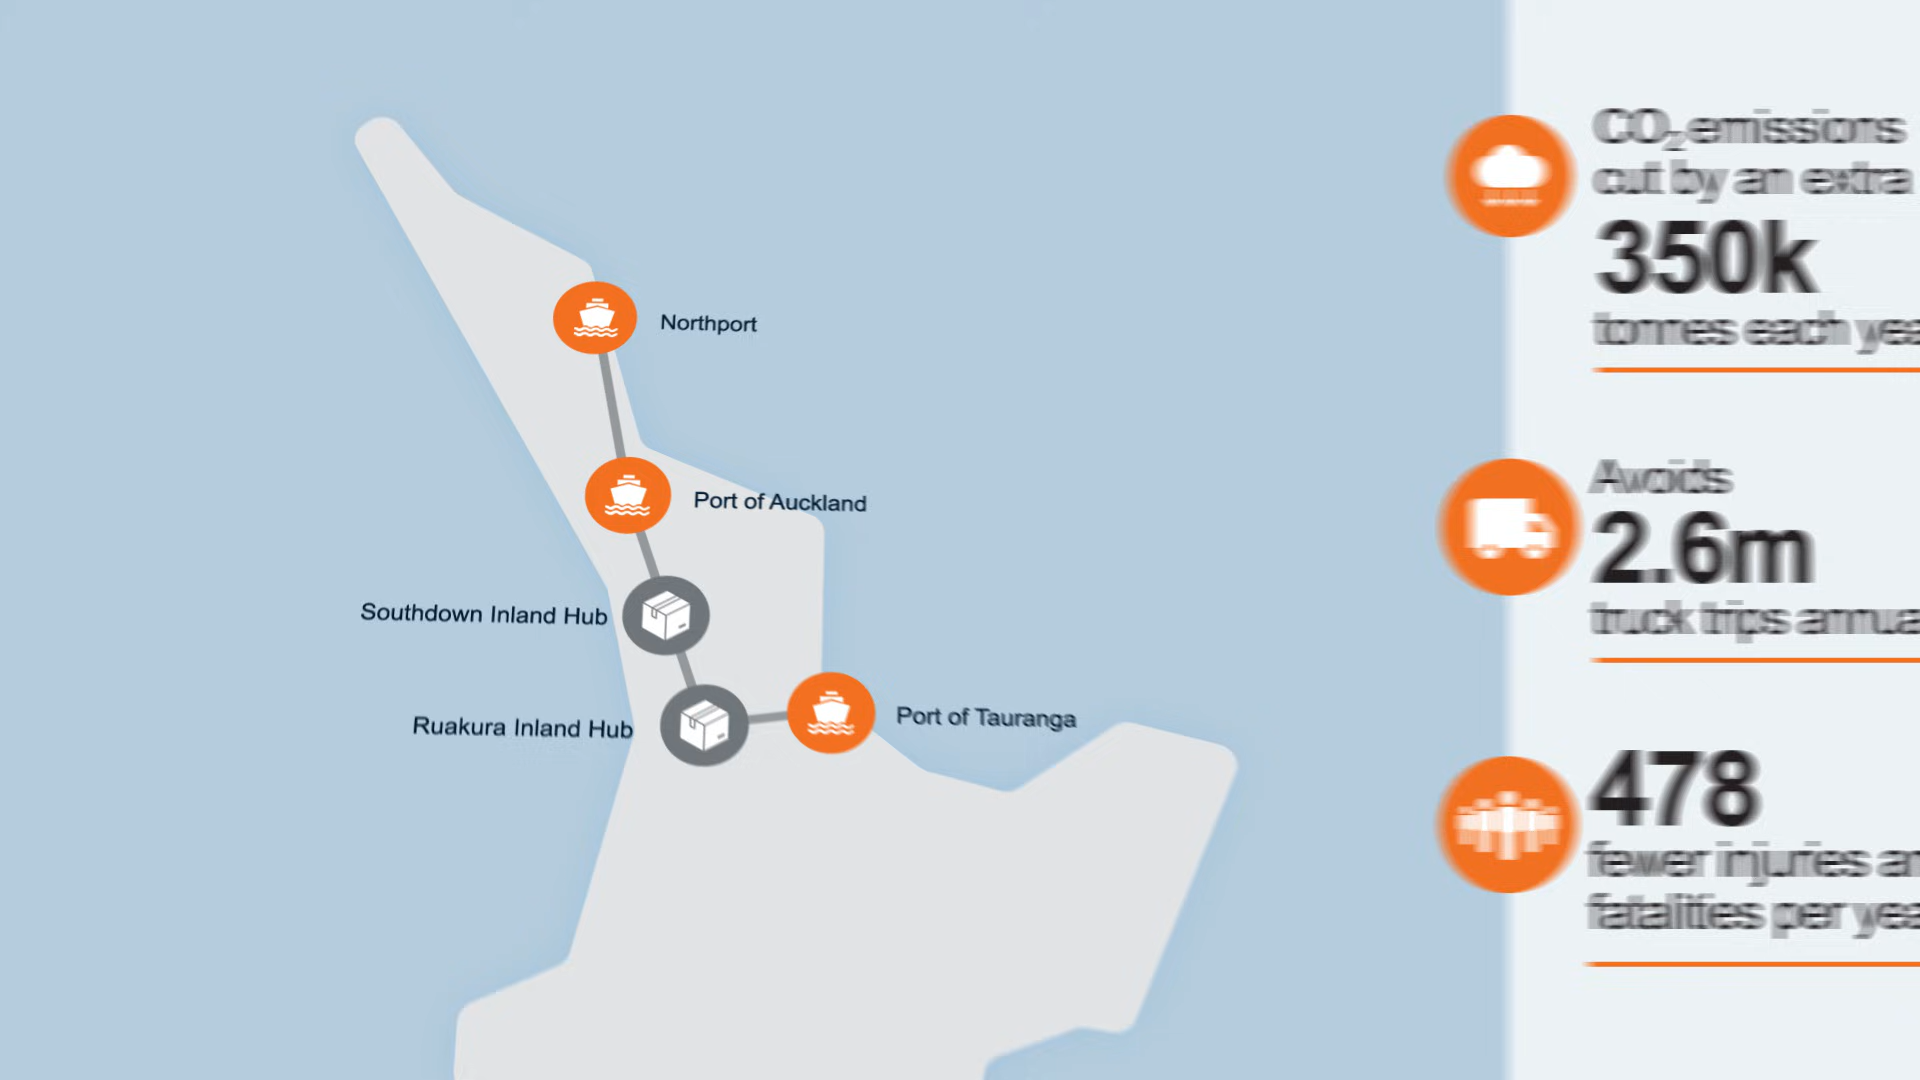 Northport
Port of Auckland
Southdown Inland Hub
Ruakura Inland Hub
Port of Tauranga
CO₂ emissions
cut by an extra
350k
tonnes each
Avoids
2.6m
truck trips
478
fewer injuries
fatalities per